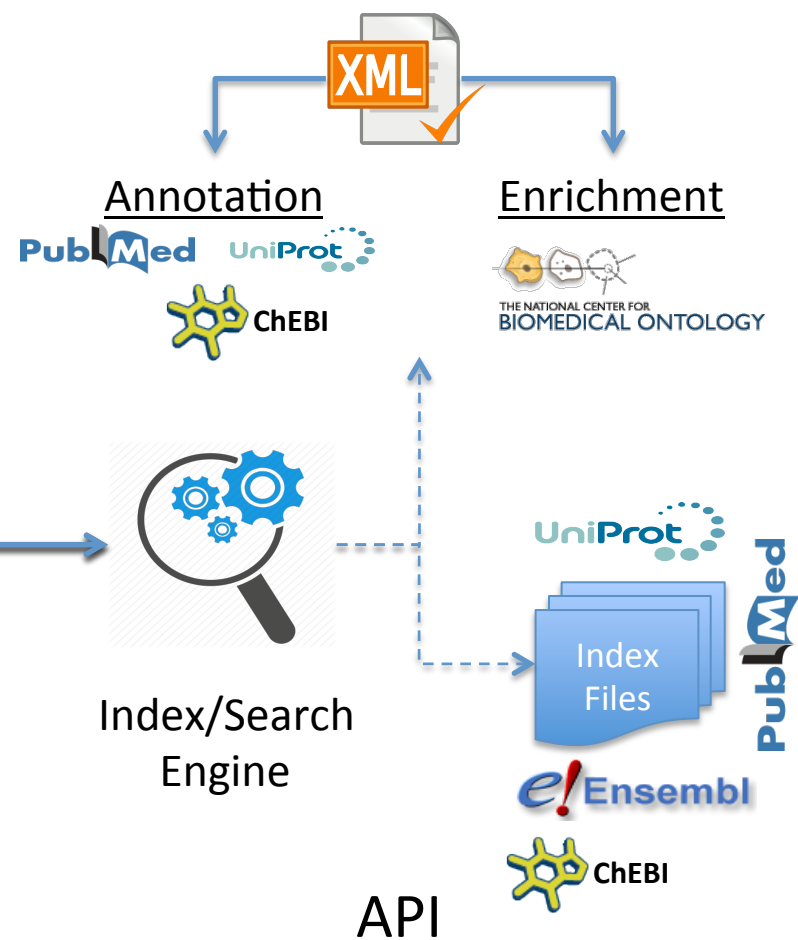 XML
Annotation
Enrichment
PubMed
UniProt
ChEBI
THE NATIONAL CENTER FOR
BIOMEDICAL ONTOLOGY
UniProt
PubMed
Index
Files
Index/Search
Engine
e!Ensembl
ChEBI
API